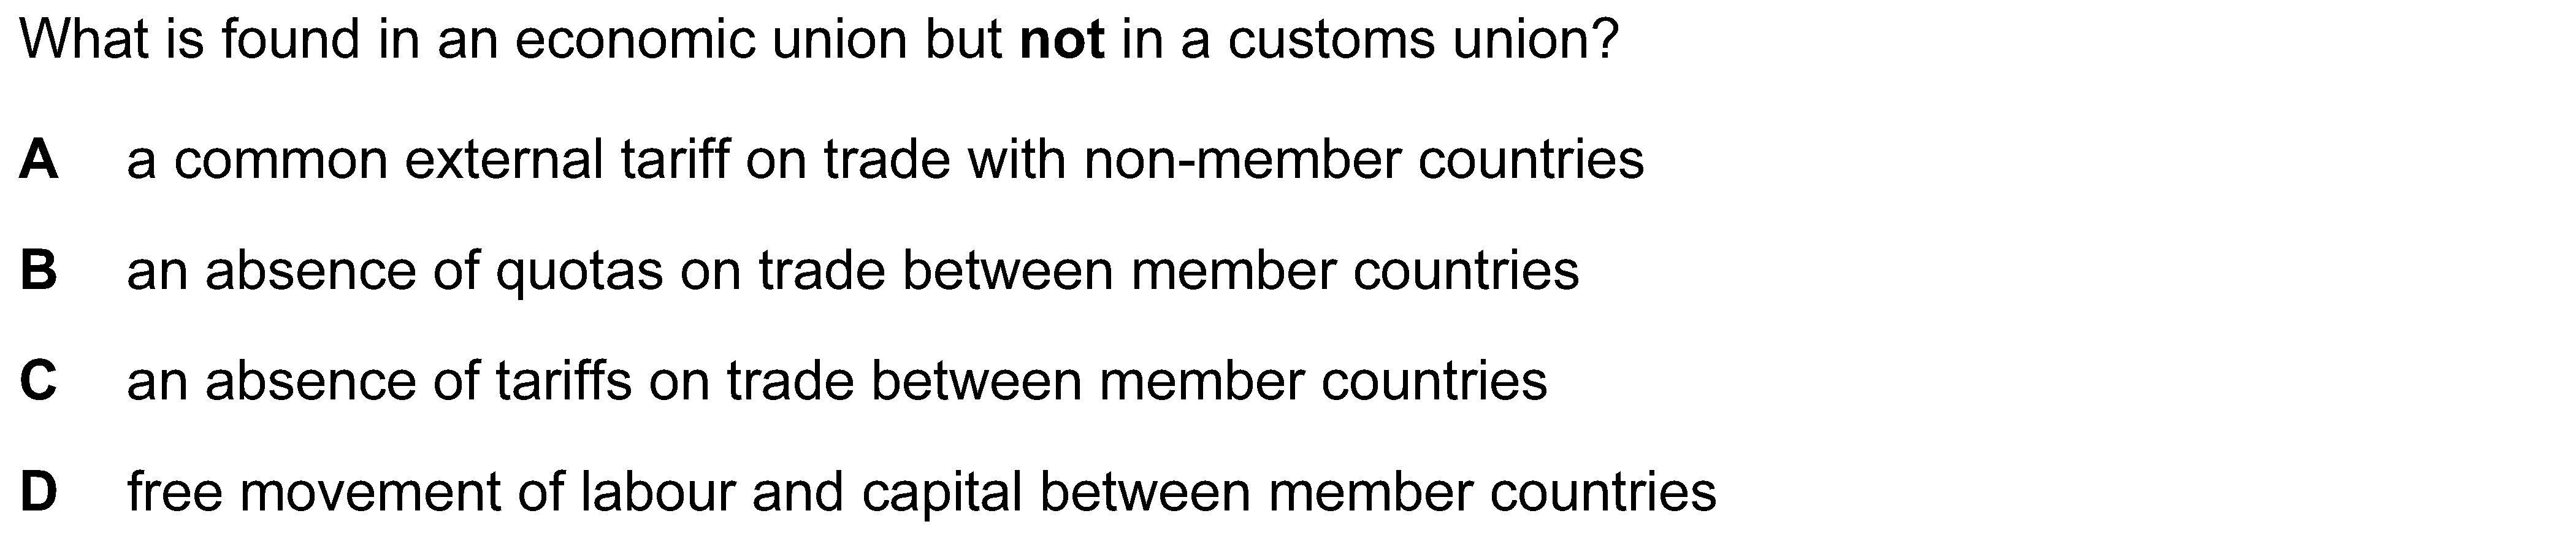 What is found in an economic union but not in a customs union?
A a common external tariff on trade with non-member countries
B an absence of quotas on trade between member countries
C an absence of tariffs on trade between member countries
D free movement of labour and capital between member countries